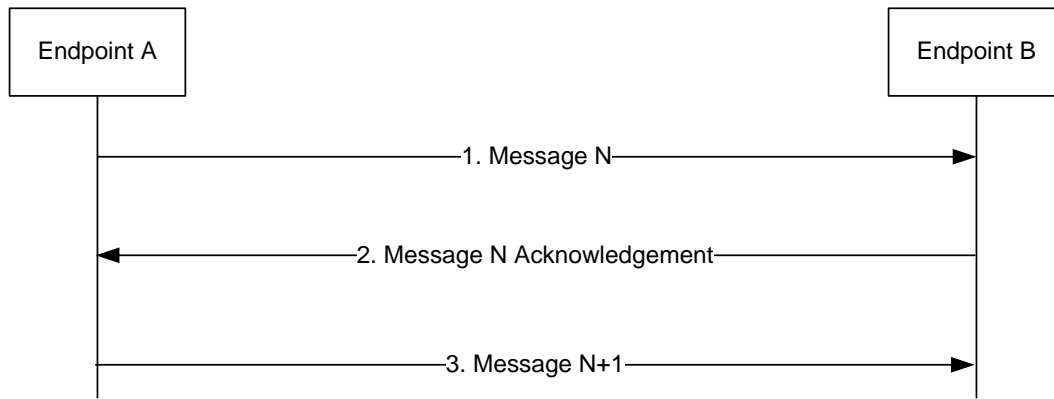 Endpoint A
Endpoint B
1. Message N
2. Message N Acknowledgement
3. Message N+1